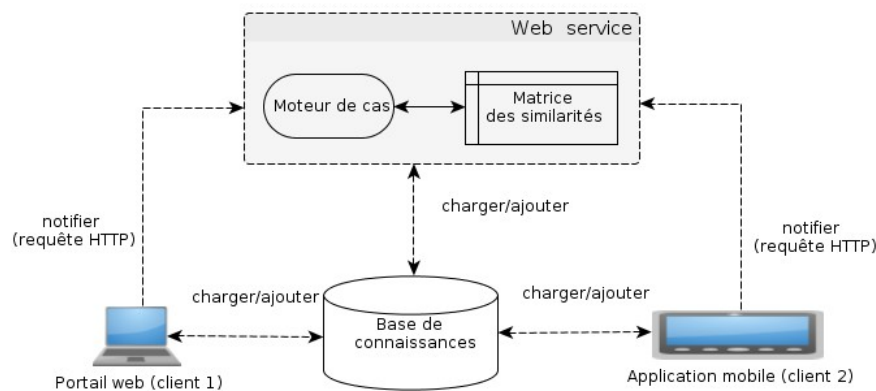 Web service
Moteur de cas
Matrice
des similarités
charger/ajouter
notifier
(requête HTTP)
notifier
(requête HTTP)
charger/ajouter
charger/ajouter
Base de
connaissances
Portail web (client 1)
Application mobile (client 2)